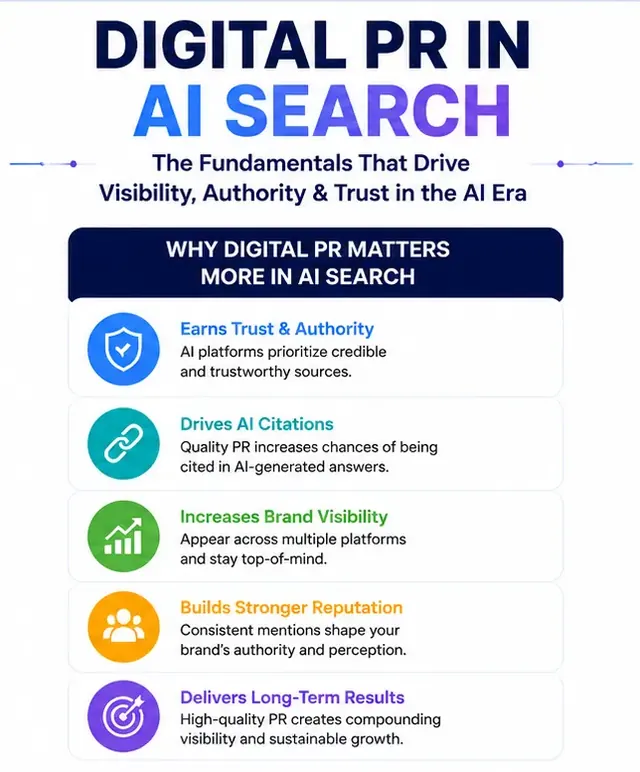 DIGITAL PR IN
AI SEARCH
The Fundamentals That Drive
Visibility, Authority & Trust in the AI Era
WHY DIGITAL PR MATTERS
MORE IN AI SEARCH
Earns Trust & Authority
AI platforms prioritize credible
and trustworthy sources.
Drives AI Citations
Quality PR increases chances of being
cited in AI-generated answers.
Increases Brand Visibility
Appear across multiple platforms
and stay top-of-mind.
Builds Stronger Reputation
Consistent mentions shape your
brand's authority and perception.
Delivers Long-Term Results
High-quality PR creates compounding
visibility and sustainable growth.